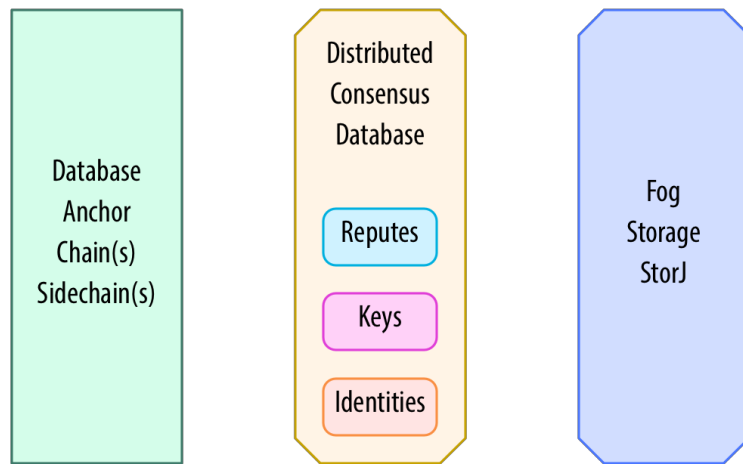 Database
Anchor
Chain(s)
Sidechain(s)
Distributed
Consensus
Database
Reputes
Keys
Identities
Fog
Storage
StorJ